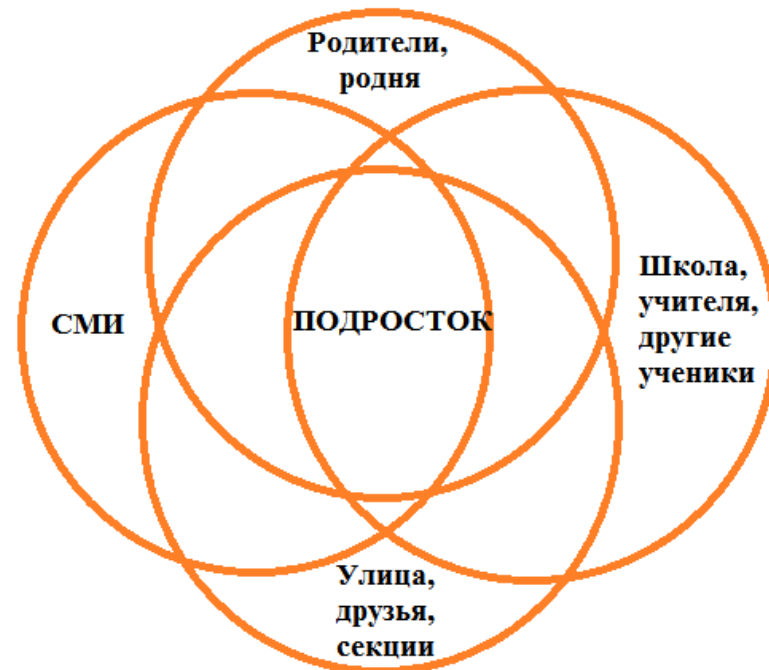 Родители,
родня
СМИ
ПОДРОСТОК
Школа,
учителя,
другие
ученики
Улица,
друзья,
секции